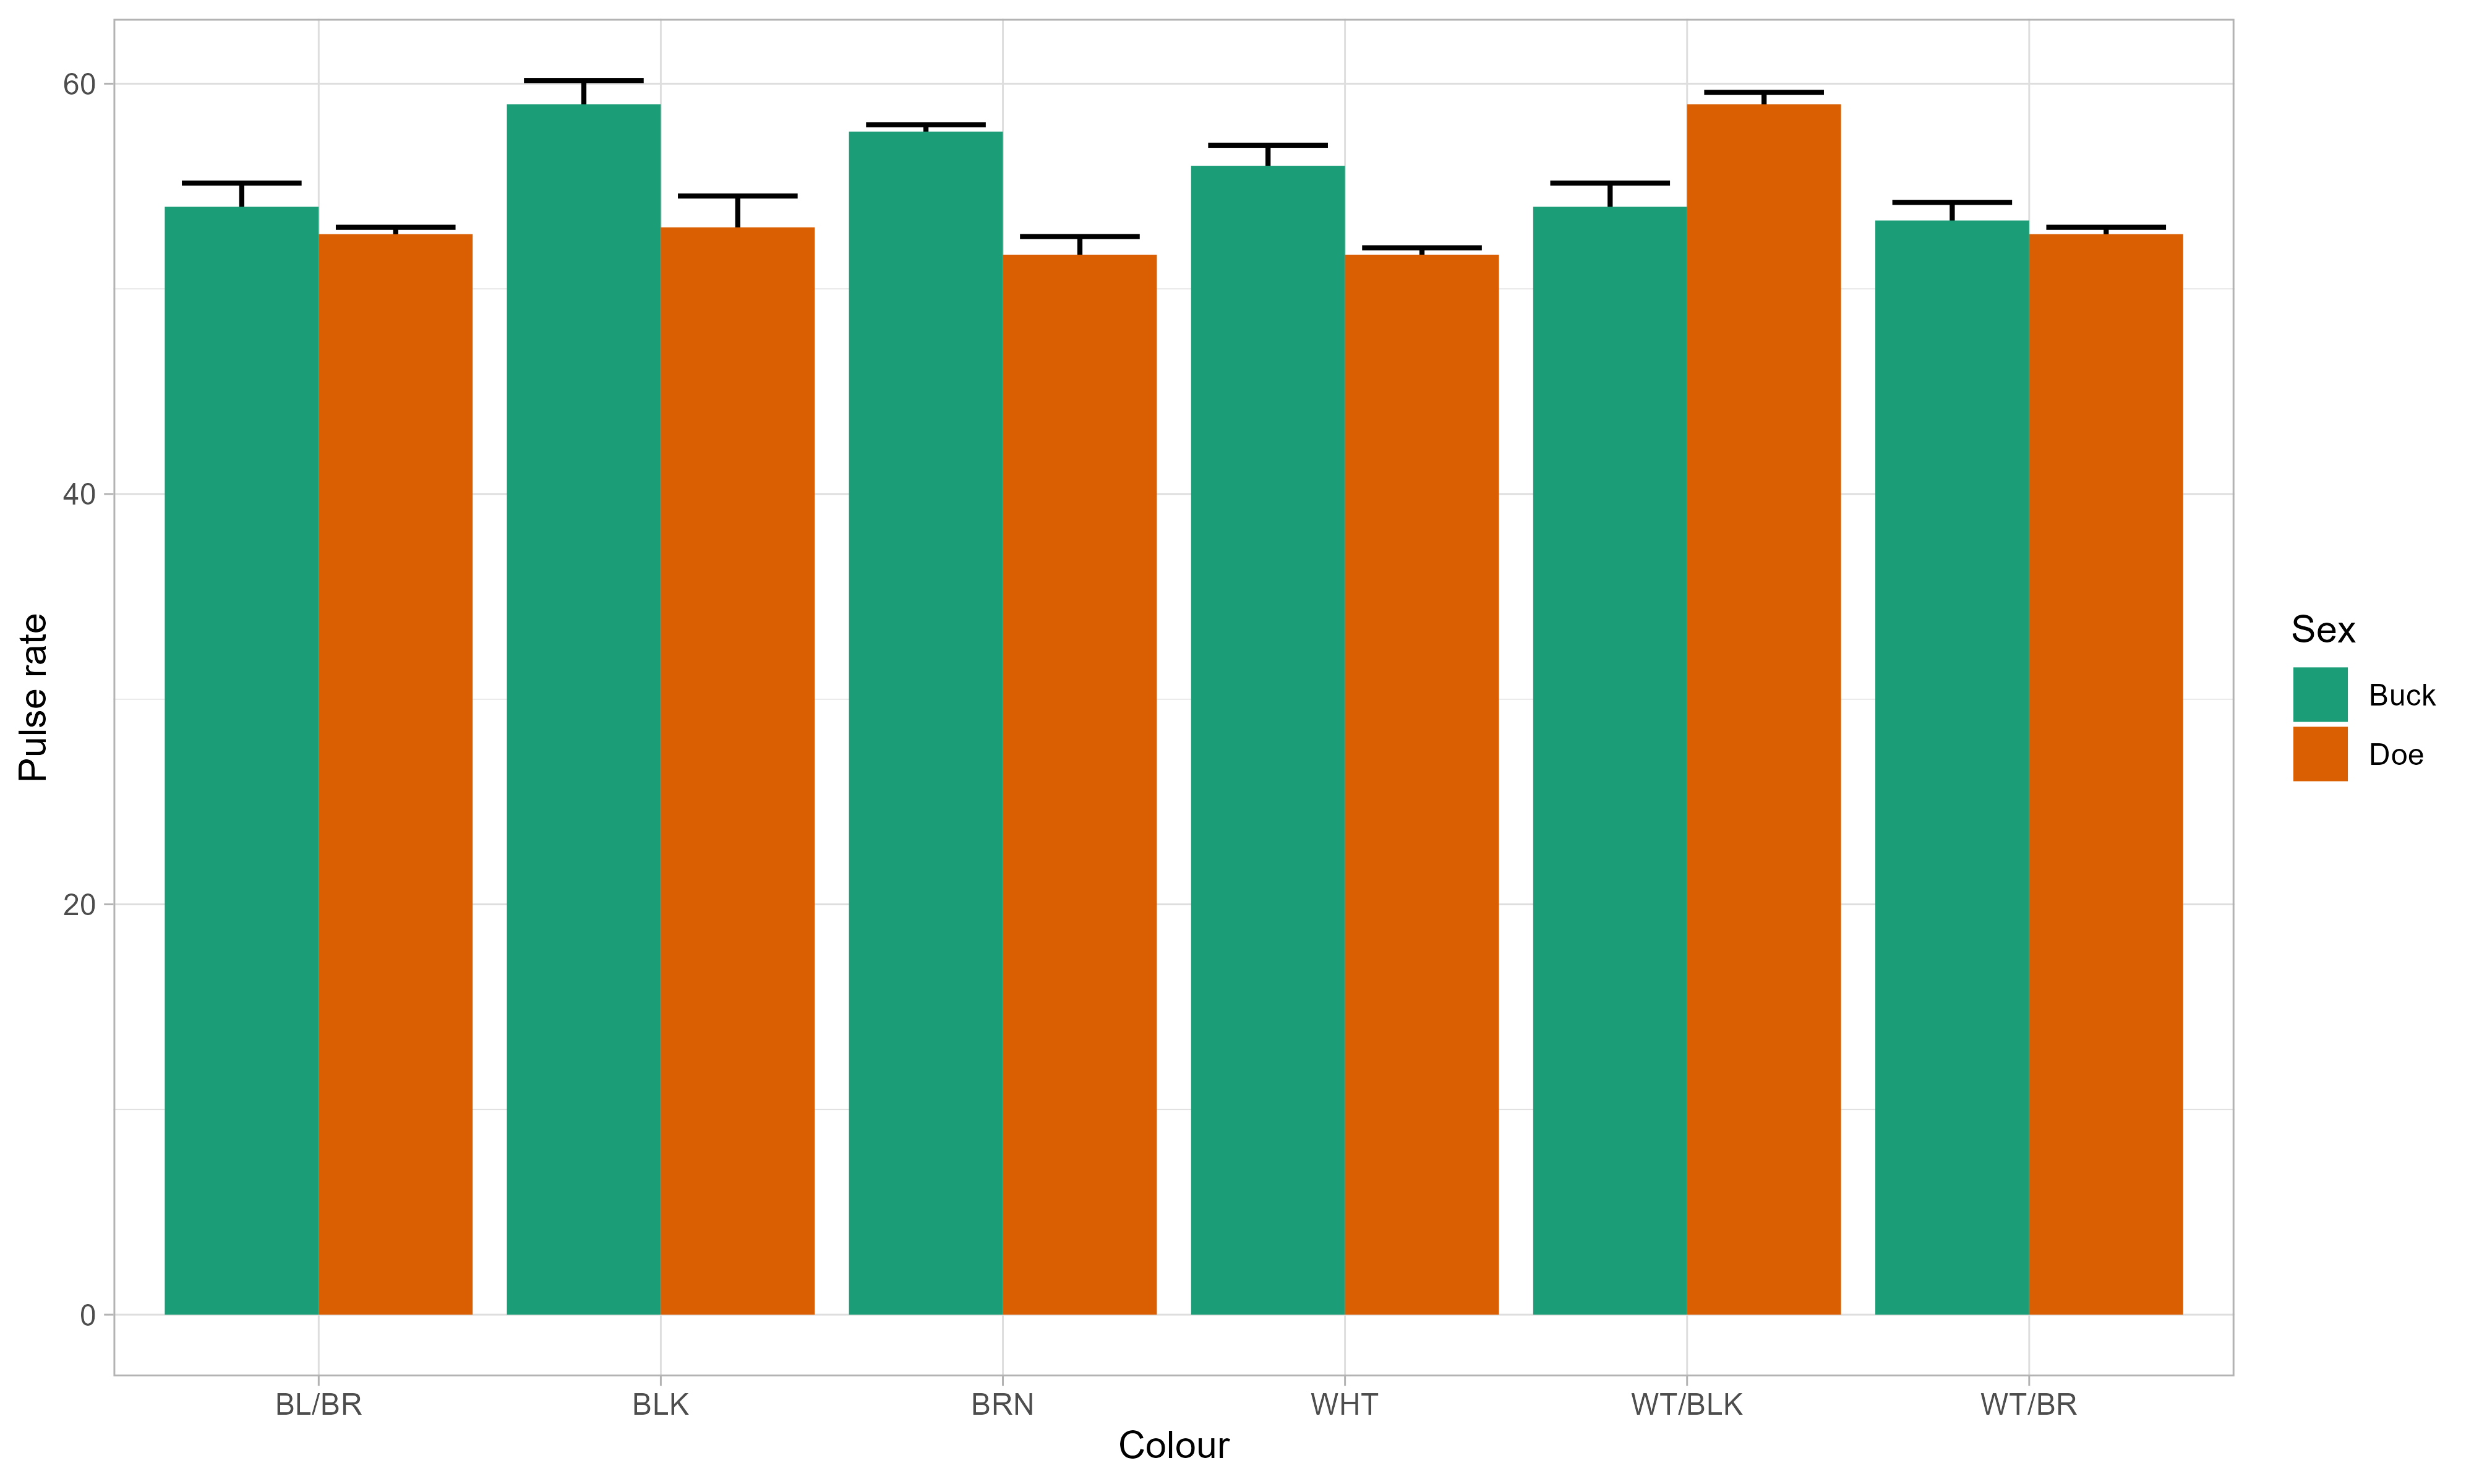 60
40
20
0
Pulse rate
BL/BR
BLK
BRN
WHT
WT/BLK
WT/BR
Colour
Sex
Buck
Doe